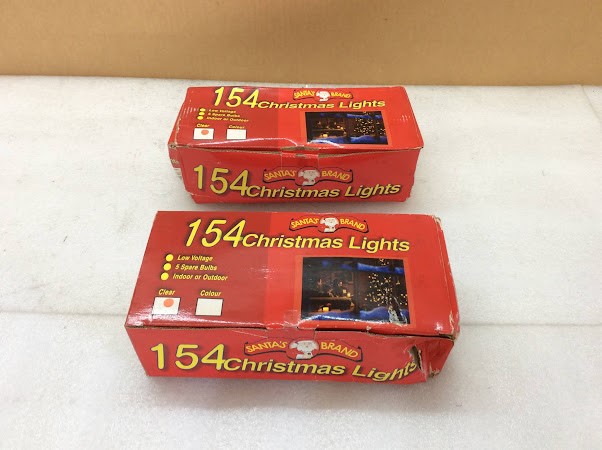 SANTA'S BRAND
154 Christmas Lights
Low Voltage
5 Spare Bulbs
Indoor or Outdoor
Clear Colour
SANTA'S BRAND
154 Christmas Lights
SANTA'S BRAND
154 Christmas Lights
Low Voltage
5 Spare Bulbs
Indoor or Outdoor
Clear Colour
SANTA'S BRAND
154 Christmas Lights